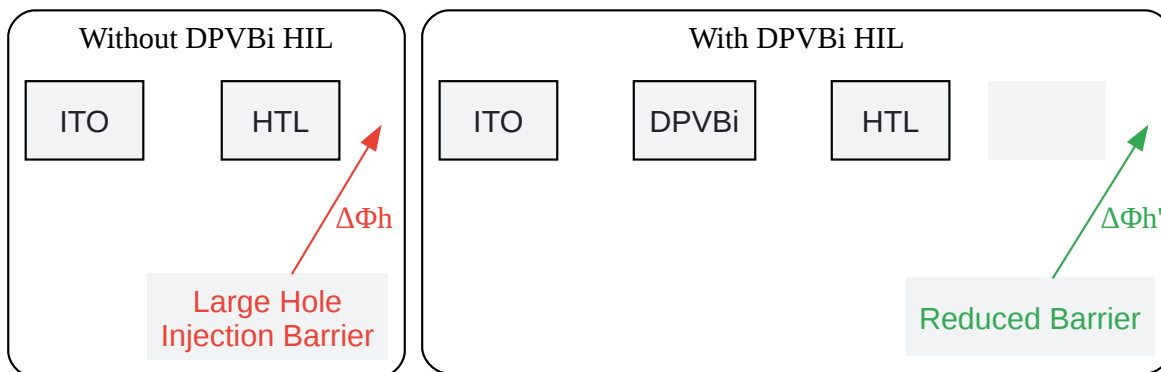 Without DPVBi HIL
ITO
HTL
ΔΦh
Large Hole
Injection Barrier
With DPVBi HIL
ITO
DPVBi
HTL
ΔΦh'
Reduced Barrier